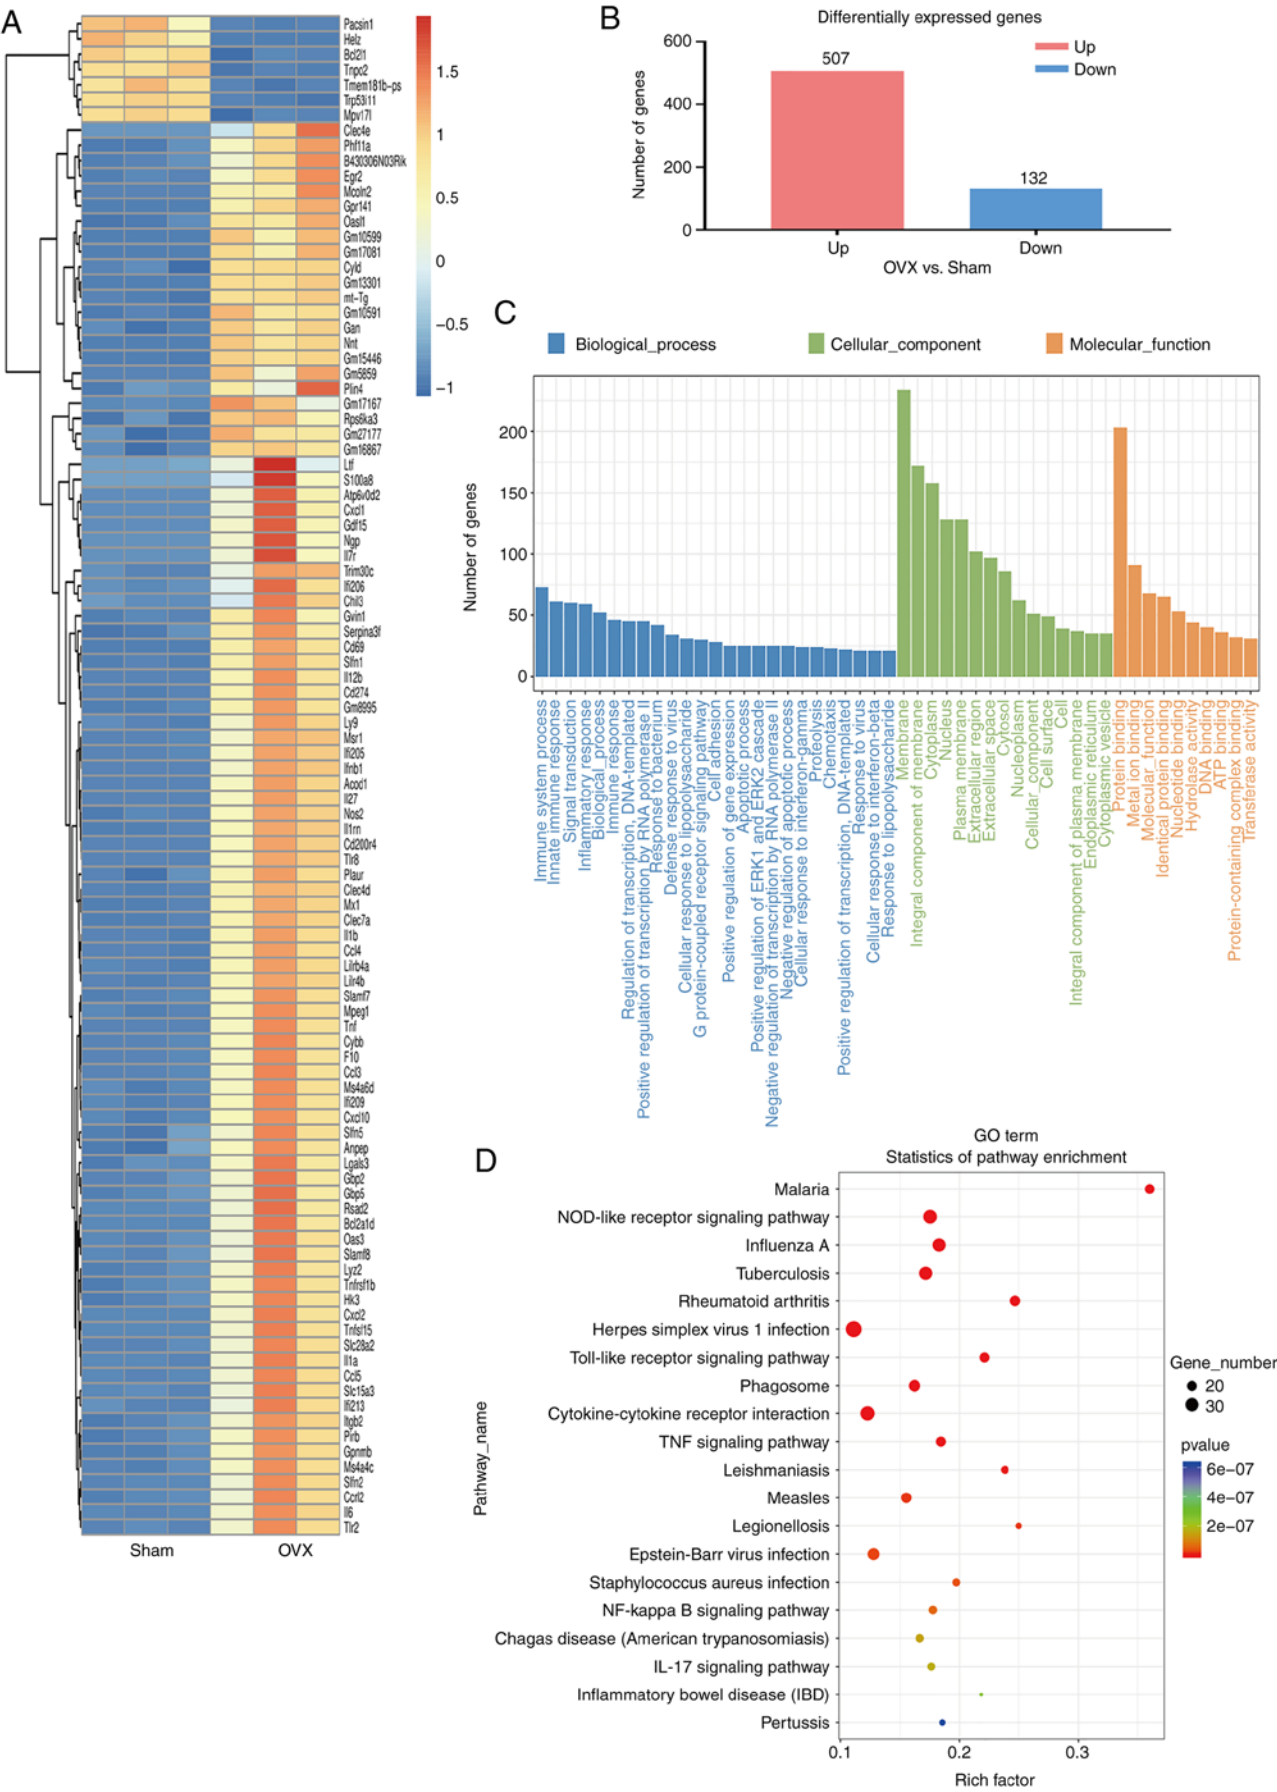 A
Pacsin1
Helz
Bcl2l1
Tnpo2
Tmem181b-ps
Trp53i11
Mpv17l
Clec4e
Phf11a
B430306N03Rik
Egr2
Mcoln2
Gpr141
Oasl1
Gm10599
Gm17081
Cyld
Gm13301
mt-Tg
Gm10591
Gan
Nnt
Gm15446
Gm5859
Plin4
Gm17167
Rps6ka3
Gm27177
Gm16867
Ltf
S100a8
Atp6v0d2
Cxcl1
Gdf15
Ngp
Il7r
Trim30c
Ifi206
Chil3
Gvin1
Serpina3f
Cd69
Slfn1
Il12b
Cd274
Gm8995
Ly9
Msr1
Ifi205
Ifnb1
Acod1
Il27
Nos2
Il1rn
Cd200r4
Tlr8
Plaur
Clec4d
Mx1
Clec7a
Il1b
Ccl4
Lilrb4a
Lilr4b
Slamf7
Mpeg1
Tnf
Cybb
F10
Ccl3
Ms4a6d
Ifi209
Cxcl10
Slfn5
Anpep
Lgals3
Gbp2
Gbp5
Rsad2
Bcl2a1d
Oas3
Slamf8
Lyz2
Tnfrsf1b
Hk3
Cxcl2
Tnfsf15
Slc28a2
Il1a
Ccl5
Slc15a3
Ifi213
Itgb2
Pirb
Gpnmb
Ms4a4c
Slfn2
Ccrl2
Il6
Tlr2
Sham OVX
1.5
1
0.5
0
−0.5
−1
B
Differentially expressed genes
Number of genes
600
400
200
0
507
132
Up
Down
Up Down
OVX vs. Sham
C
Biological_process Cellular_component Molecular_function
Number of genes
200
150
100
50
0
Immune system process
Innate immune response
Signal transduction
Inflammatory response
Biological_process
Immune response
Regulation of transcription, DNA-templated
Positive regulation of transcription by RNA polymerase II
Response to bacterium
Defense response to virus
Cellular response to lipopolysaccharide
G protein-coupled receptor signaling pathway
Cell adhesion
Positive regulation of gene expression
Apoptotic process
Positive regulation of ERK1 and ERK2 cascade
Negative regulation of transcription by RNA polymerase II
Negative regulation of apoptotic process
Cellular response to interferon-gamma
Proteolysis
Chemotaxis
Positive regulation of transcription, DNA-templated
Response to virus
Cellular response to interferon-beta
Response to lipopolysaccharide
Membrane
Integral component of membrane
Cytoplasm
Nucleus
Plasma membrane
Extracellular region
Extracellular space
Cytosol
Nucleoplasm
Cellular_component
Cell surface
Cell
Integral component of plasma membrane
Endoplasmic reticulum
Cytoplasmic vesicle
Protein binding
Metal ion binding
Molecular_function
Identical protein binding
Nucleotide binding
Hydrolase activity
DNA binding
ATP binding
Protein-containing complex binding
Transferase activity
GO term
D
Statistics of pathway enrichment
Pathway_name
Malaria
NOD-like receptor signaling pathway
Influenza A
Tuberculosis
Rheumatoid arthritis
Herpes simplex virus 1 infection
Toll-like receptor signaling pathway
Phagosome
Cytokine-cytokine receptor interaction
TNF signaling pathway
Leishmaniasis
Measles
Legionellosis
Epstein-Barr virus infection
Staphylococcus aureus infection
NF-kappa B signaling pathway
Chagas disease (American trypanosomiasis)
IL-17 signaling pathway
Inflammatory bowel disease (IBD)
Pertussis
0.1 0.2 0.3
Rich factor
Gene_number
20
30
pvalue
6e−07
4e−07
2e−07